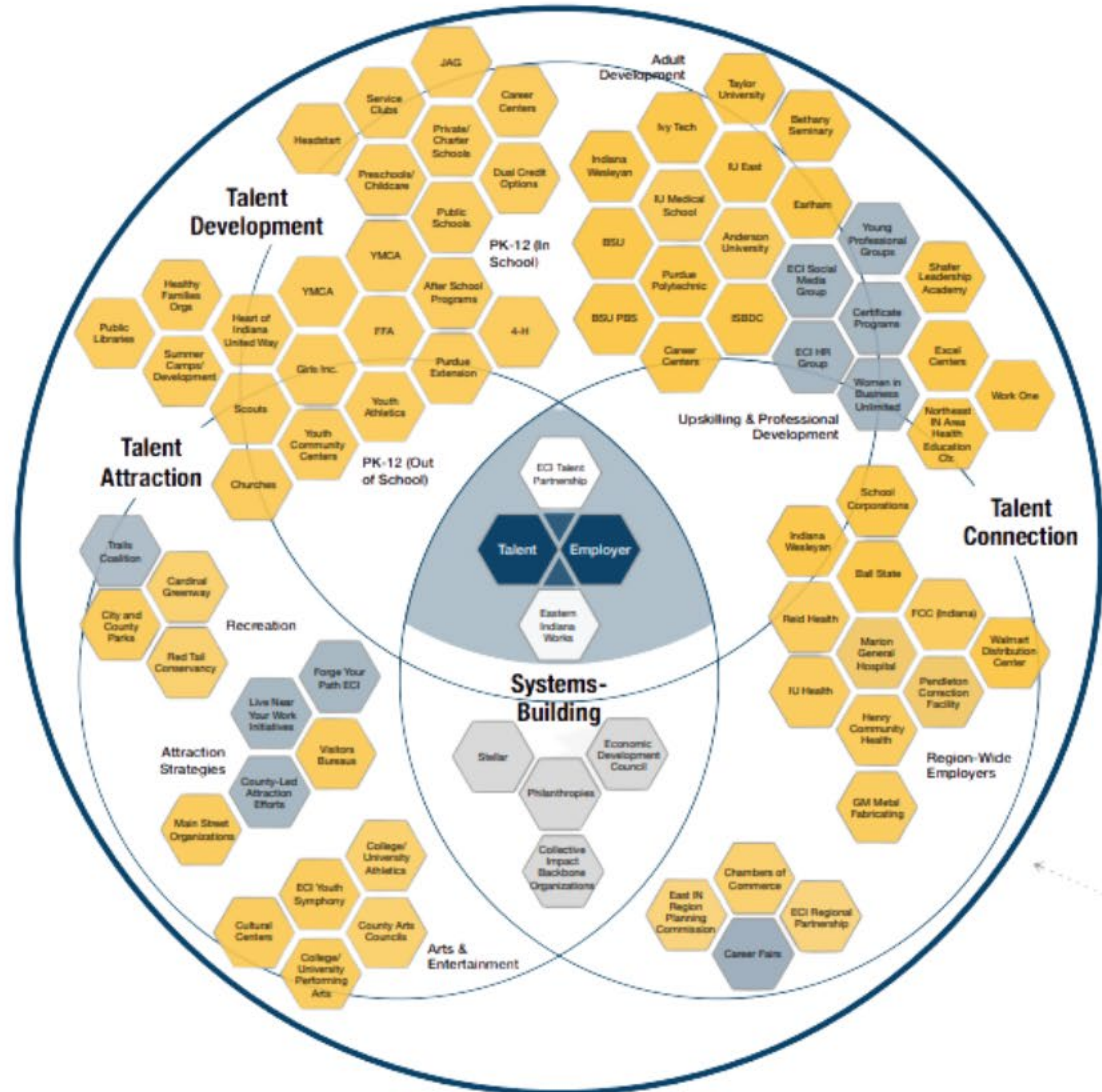 JAG
Service
Clubs
Career
Centers
Headstart
Private/
Charter
Schools
Preschools/
Childcare
Dual Credit
Options
Public
Schools
PK-12 (In
School)
Talent
Development
YMCA
YMCA
After School
Programs
Healthy
Families
Orgs
Public
Libraries
Heart of
Indiana
United Way
FFA
4-H
Summer
Camps/
Development
Girls Inc.
Purdue
Extension
Scouts
Youth
Athletics
Youth
Community
Centers
Churches
PK-12 (Out
of School)
Adult
Development
Taylor
University
Ivy Tech
Bethany
Seminary
Indiana
Wesleyan
IU East
IU Medical
School
Earlham
BSU
Anderson
University
Young
Professional
Groups
Purdue
Polytechnic
ECI Social
Media
Group
Shafer
Leadership
Academy
BSU PBS
ISBDC
Certificate
Programs
Career
Centers
ECI HR
Group
Excel
Centers
Women in
Business
Unlimited
Work One
Northeast
IN Area
Health
Education
Ctr.
Upskilling & Professional
Development
Talent
Attraction
ECI Talent
Partnership
Talent
Employer
Eastern
Indiana
Works
Talent
Connection
School
Corporations
Indiana
Wesleyan
Ball State
Reid Health
FCC (Indiana)
Marion
General
Hospital
Walmart
Distribution
Center
IU Health
Pendleton
Correction
Facility
Henry
Community
Health
Region-Wide
Employers
GM Metal
Fabricating
Trails
Coalition
Cardinal
Greenway
City and
County
Parks
Recreation
Red Tail
Conservancy
Forge Your
Path ECI
Live Near
Your Work
Initiatives
Attraction
Strategies
Visitors
Bureaus
County-Led
Attraction
Efforts
Main Street
Organizations
Systems-
Building
Stellar
Economic
Development
Council
Philanthropies
Collective
Impact
Backbone
Organizations
College/
University
Athletics
ECI Youth
Symphony
Cultural
Centers
County Arts
Councils
College/
University
Performing
Arts
Arts &
Entertainment
Chambers of
Commerce
East IN
Region
Planning
Commission
ECI Regional
Partnership
Career Fairs